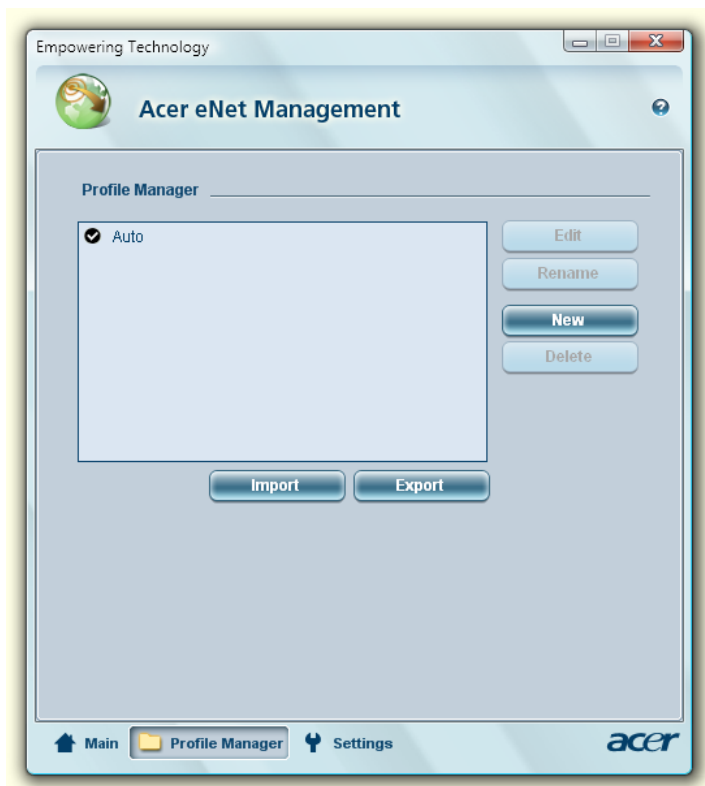 Empowering Technology
Acer eNet Management
Profile Manager
Auto
Edit
Rename
New
Delete
Import
Export
Main
Profile Manager
Settings
acer